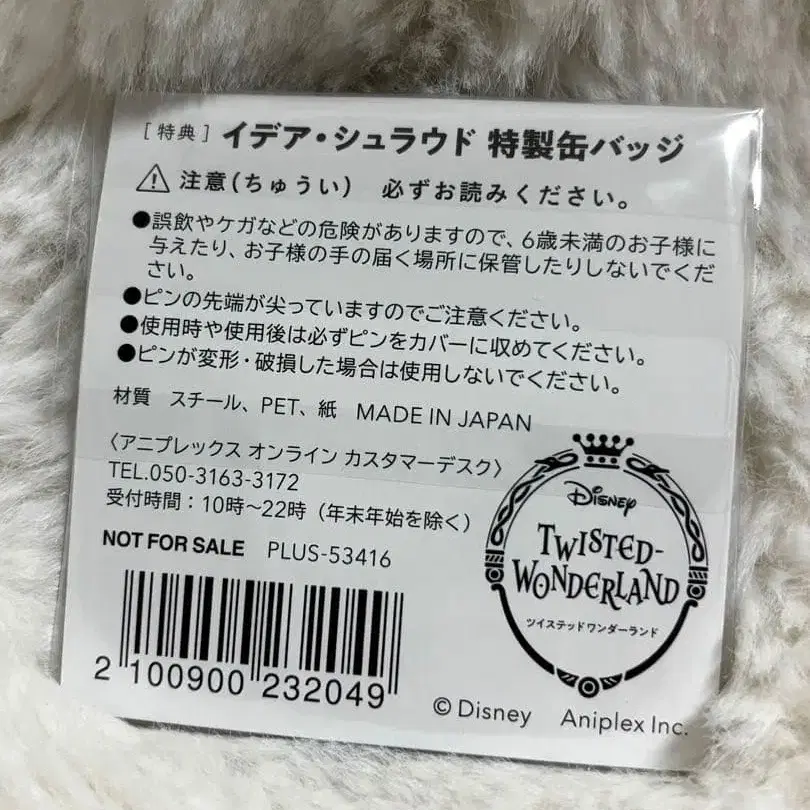 ［特典］イデア・シュラウド 特製缶バッジ
⚠ 注意(ちゅうい)　必ずお読みください。
●誤飲やケガなどの危険がありますので、6歳未満のお子様に
与えたり、お子様の手の届く場所に保管したりしないでくだ
さい。
●ピンの先端が尖っていますのでご注意ください。
●使用時や使用後は必ずピンをカバーに収めてください。
●ピンが変形・破損した場合は使用しないでください。
材質　スチール、PET、紙　MADE IN JAPAN
〈アニプレックス オンライン カスタマーデスク〉
TEL.050-3163-3172
受付時間：10時～22時（年末年始を除く）
NOT FOR SALE　PLUS-53416
2 100900 232049
Disney
TWISTED-
WONDERLAND
ツイステッドワンダーランド
© Disney　Aniplex Inc.